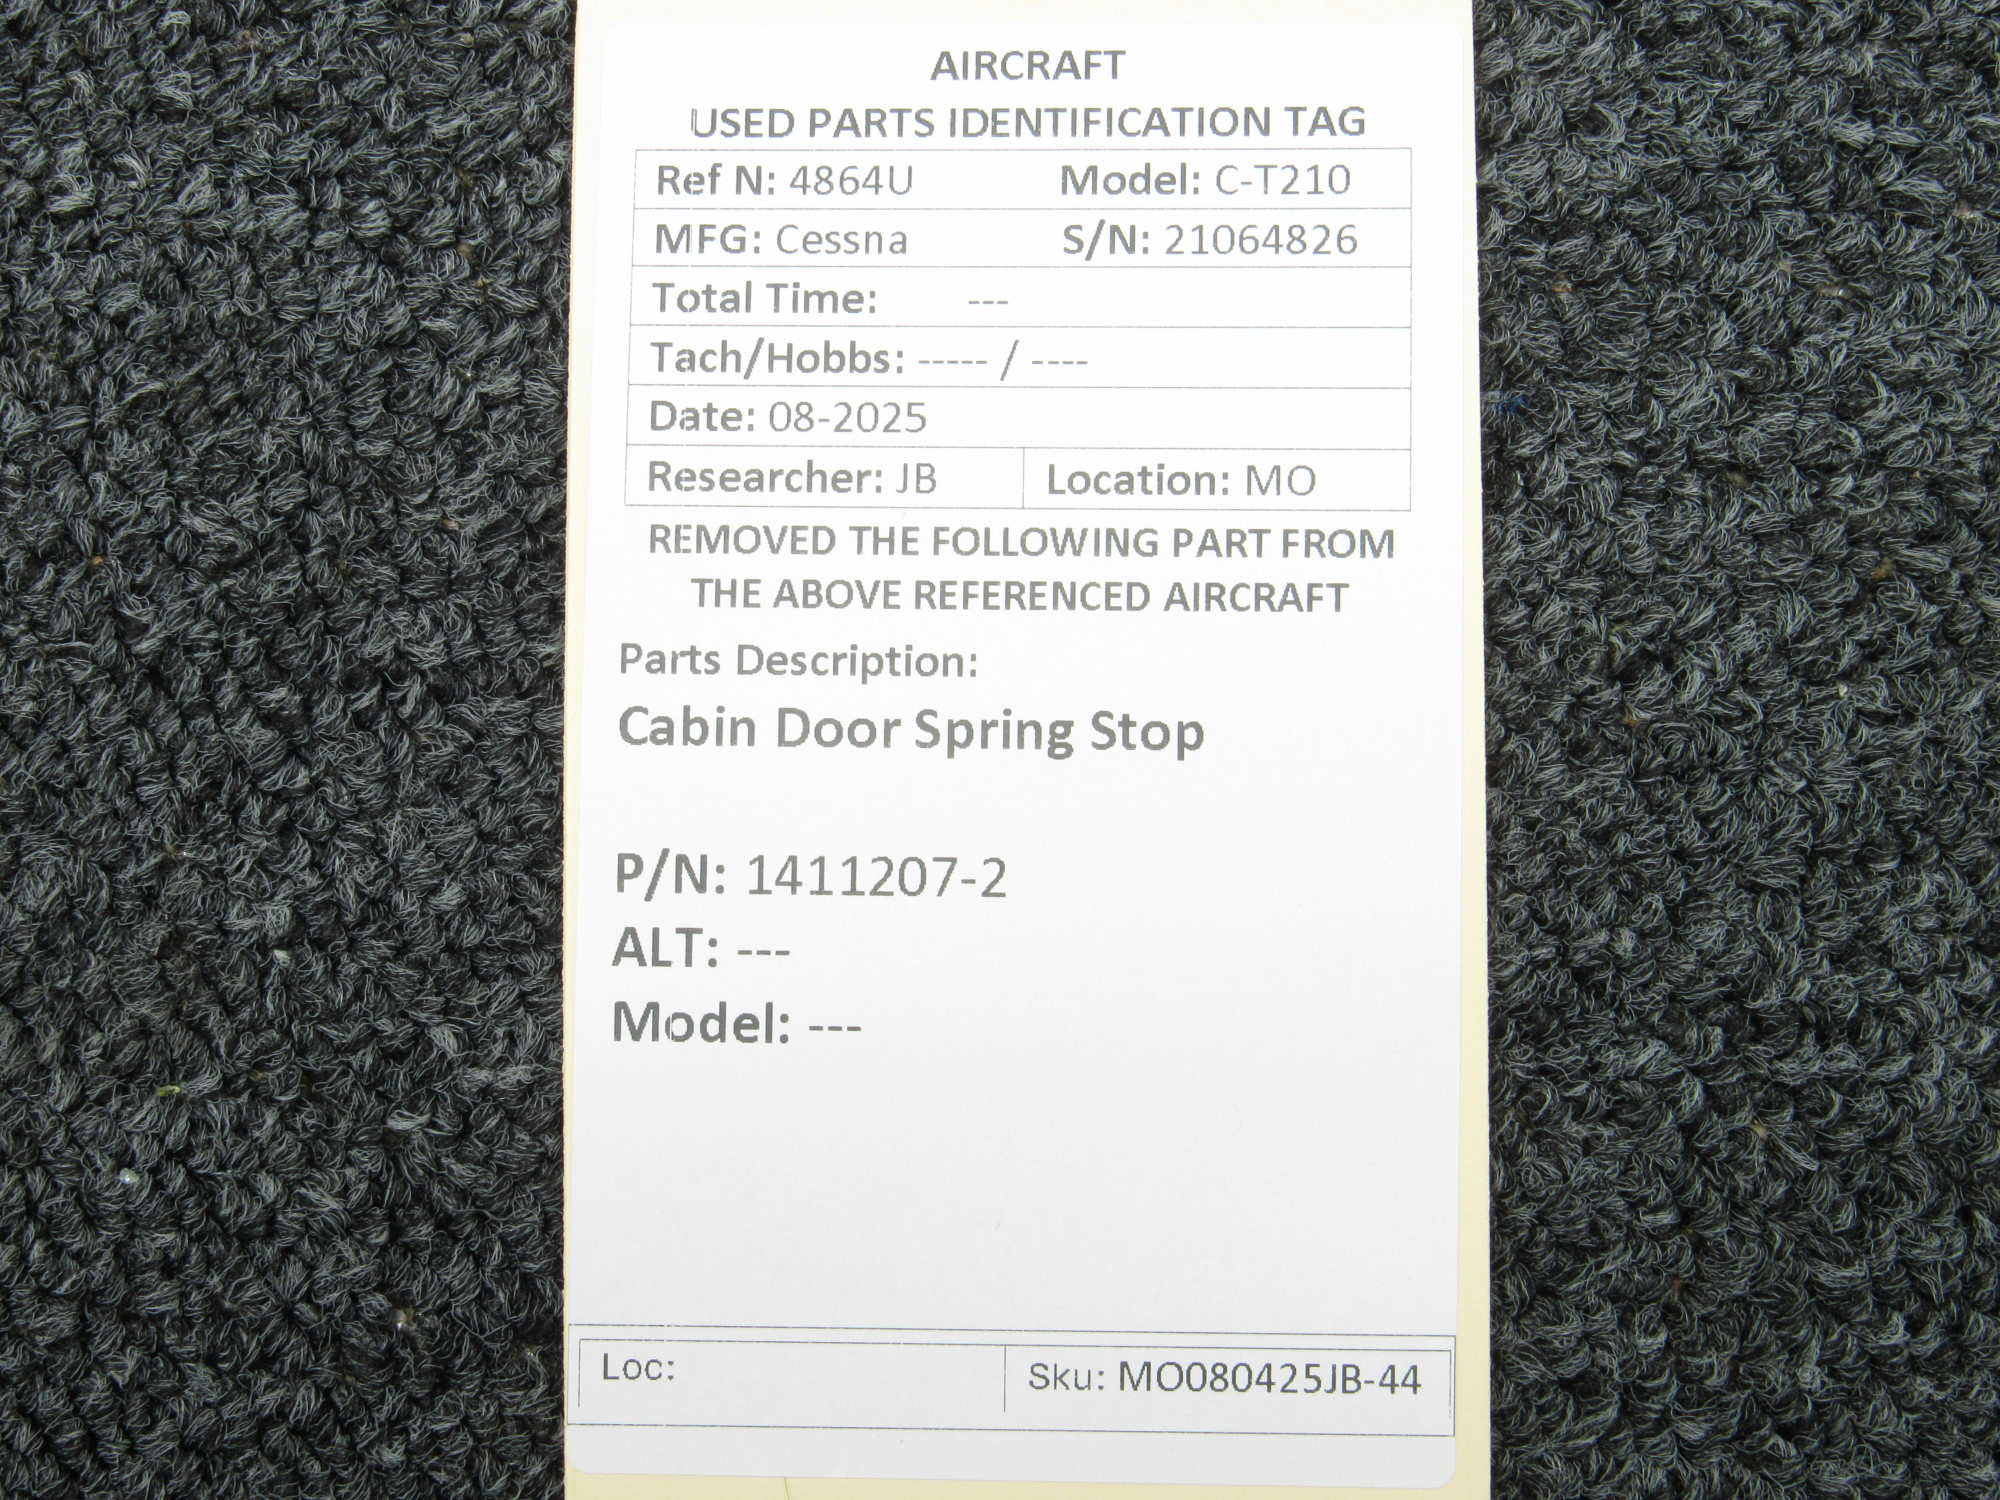 AIRCRAFT
USED PARTS IDENTIFICATION TAG
Ref N: 4864U Model: C-T210
MFG: Cessna S/N: 21064826
Total Time: ---
Tach/Hobbs: ----- / ----
Date: 08-2025
Researcher: JB Location: MO
REMOVED THE FOLLOWING PART FROM
THE ABOVE REFERENCED AIRCRAFT
Parts Description:
Cabin Door Spring Stop
P/N: 1411207-2
ALT: ---
Model: ---
Loc: Sku: MO080425JB-44